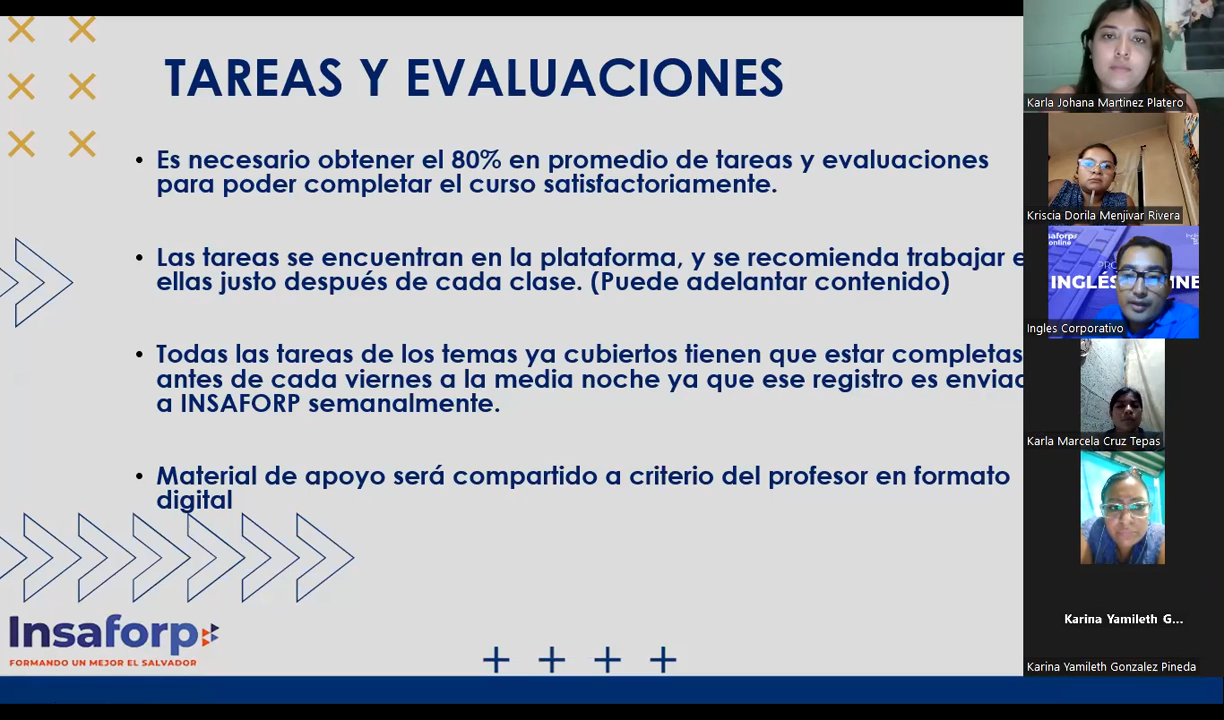 TAREAS Y EVALUACIONES
• Es necesario obtener el 80% en promedio de tareas y evaluaciones
para poder completar el curso satisfactoriamente.
• Las tareas se encuentran en la plataforma, y se recomienda trabajar e
ellas justo después de cada clase. (Puede adelantar contenido)
• Todas las tareas de los temas ya cubiertos tienen que estar completas
antes de cada viernes a la media noche ya que ese registro es enviad
a INSAFORP semanalmente.
• Material de apoyo será compartido a criterio del profesor en formato
digital
Insaforp
FORMANDO UN MEJOR EL SALVADOR
Karla Johana Martinez Platero
Kriscia Dorila Menjivar Rivera
saforp
online
INGLÉS
INE
Ingles Corporativo
Karla Marcela Cruz Tepas
Karina Yamileth G...
Karina Yamileth Gonzalez Pineda